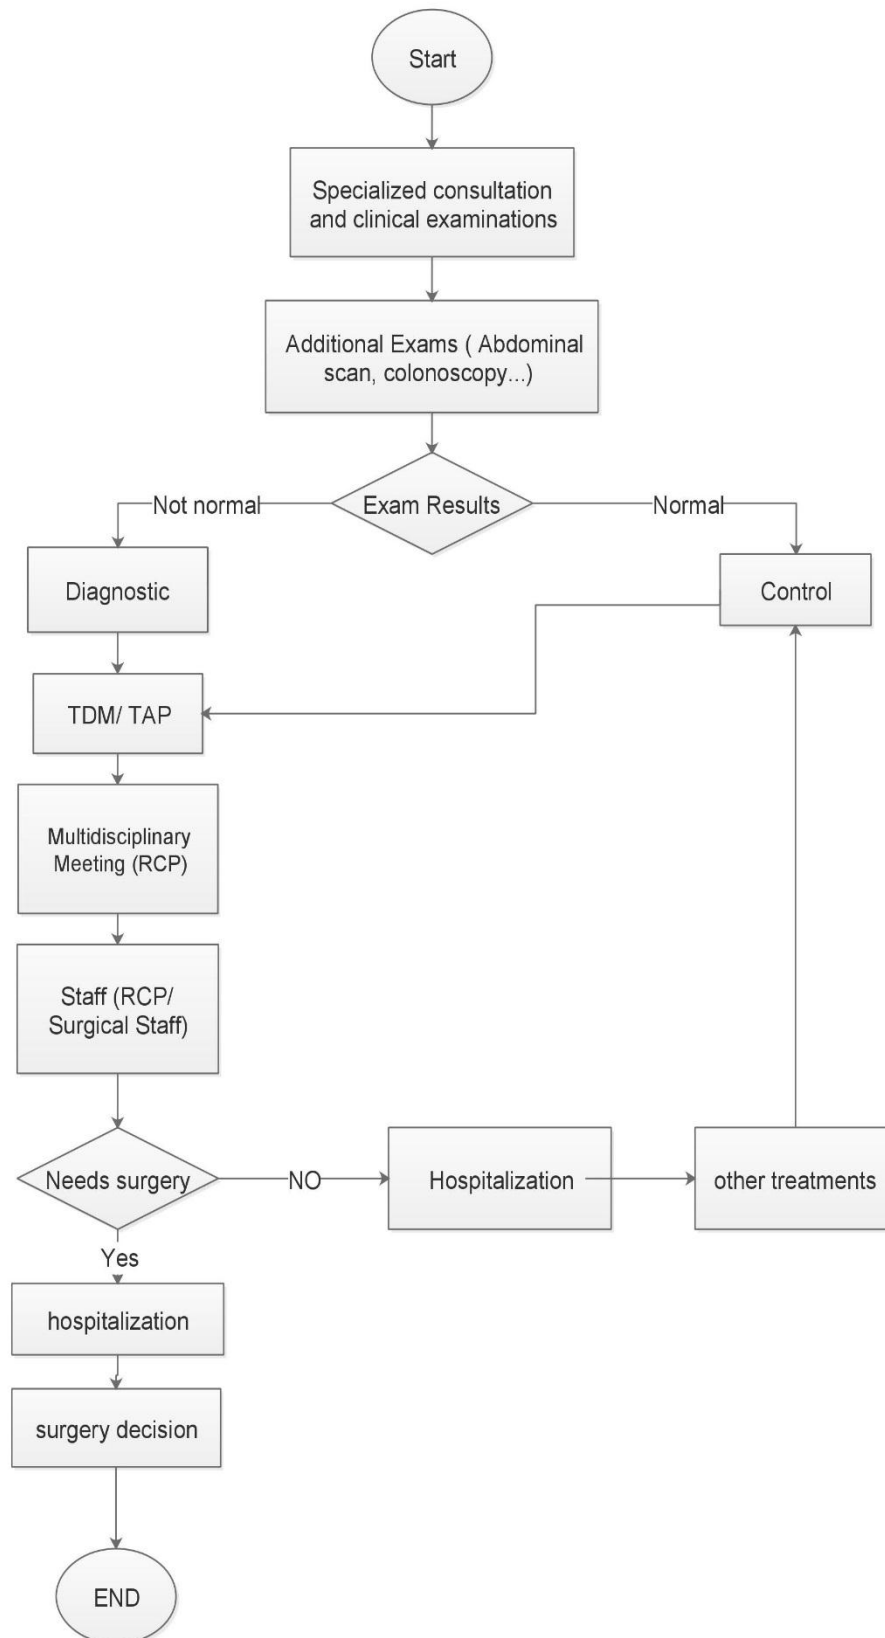 Start
Specialized consultation
and clinical examinations
Additional Exams ( Abdominal
scan, colonoscopy...)
Not normal
Exam Results
Normal
Diagnostic
Control
TDM/ TAP
Multidisciplinary
Meeting (RCP)
Staff (RCP/
Surgical Staff)
Needs surgery
NO
Hospitalization
other treatments
Yes
hospitalization
surgery decision
END